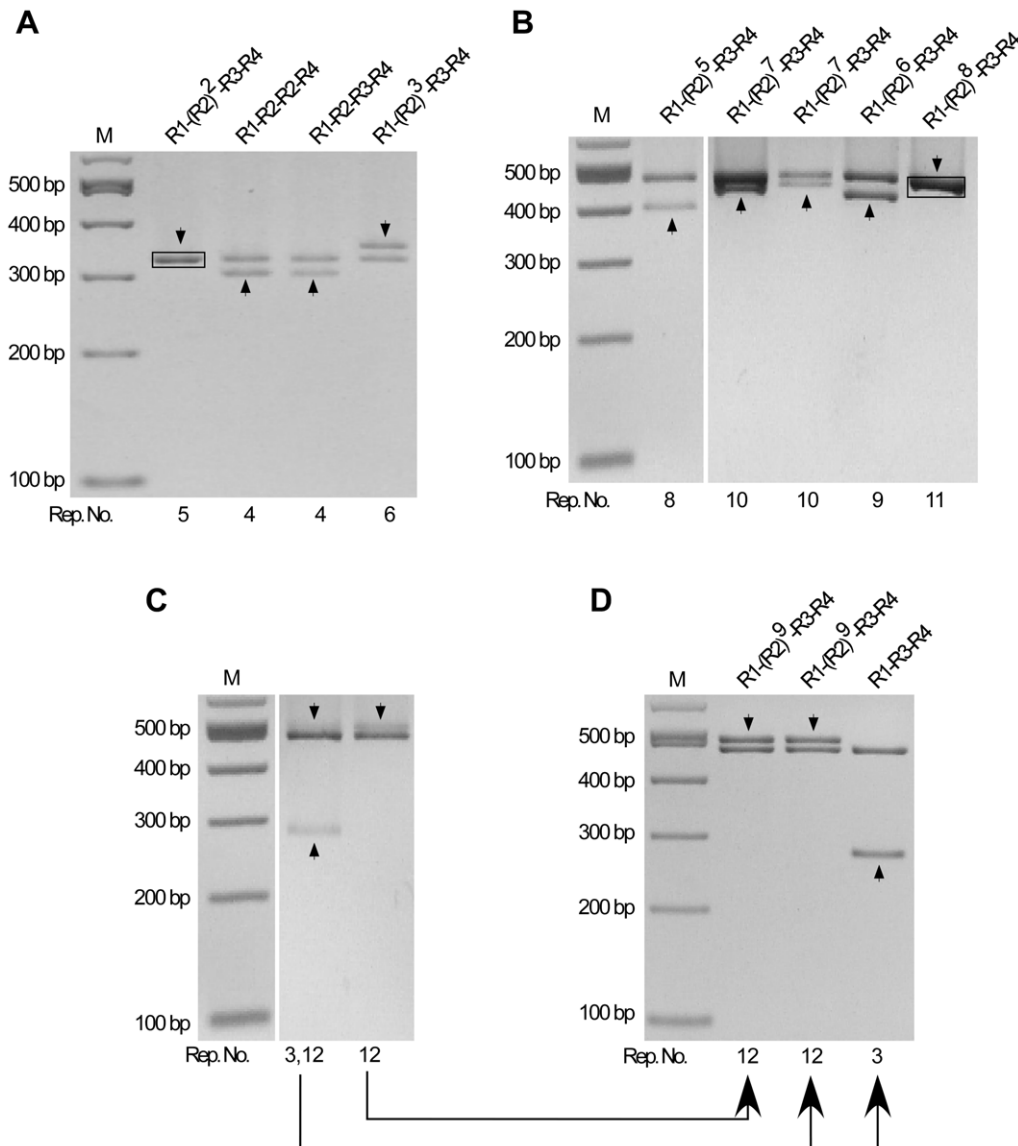 A
M
R1-(R2)2-R3-R4
R1-R2-R2-R4
R1-R2-R3-R4
R1-(R2)3-R3-R4
500 bp
400 bp
300 bp
200 bp
100 bp
Rep. No.
5
4
4
6
B
M
R1-(R2)5-R3-R4
R1-(R2)7-R3-R4
R1-(R2)7-R3-R4
R1-(R2)6-R3-R4
R1-(R2)8-R3-R4
500 bp
400 bp
300 bp
200 bp
100 bp
Rep. No.
8
10
10
9
11
C
M
500 bp
400 bp
300 bp
200 bp
100 bp
Rep. No.
3,12
12
D
M
R1-(R2)9-R3-R4
R1-(R2)9-R3-R4
R1-R3-R4
500 bp
400 bp
300 bp
200 bp
100 bp
Rep. No.
12
12
3